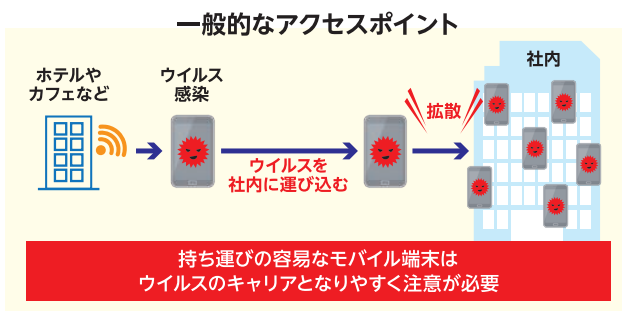 一般的なアクセスポイント
ホテルや
カフェなど
ウイルス
感染
ウイルスを
社内に運び込む
拡散
社内
持ち運びの容易なモバイル端末は
ウイルスのキャリアとなりやすく注意が必要